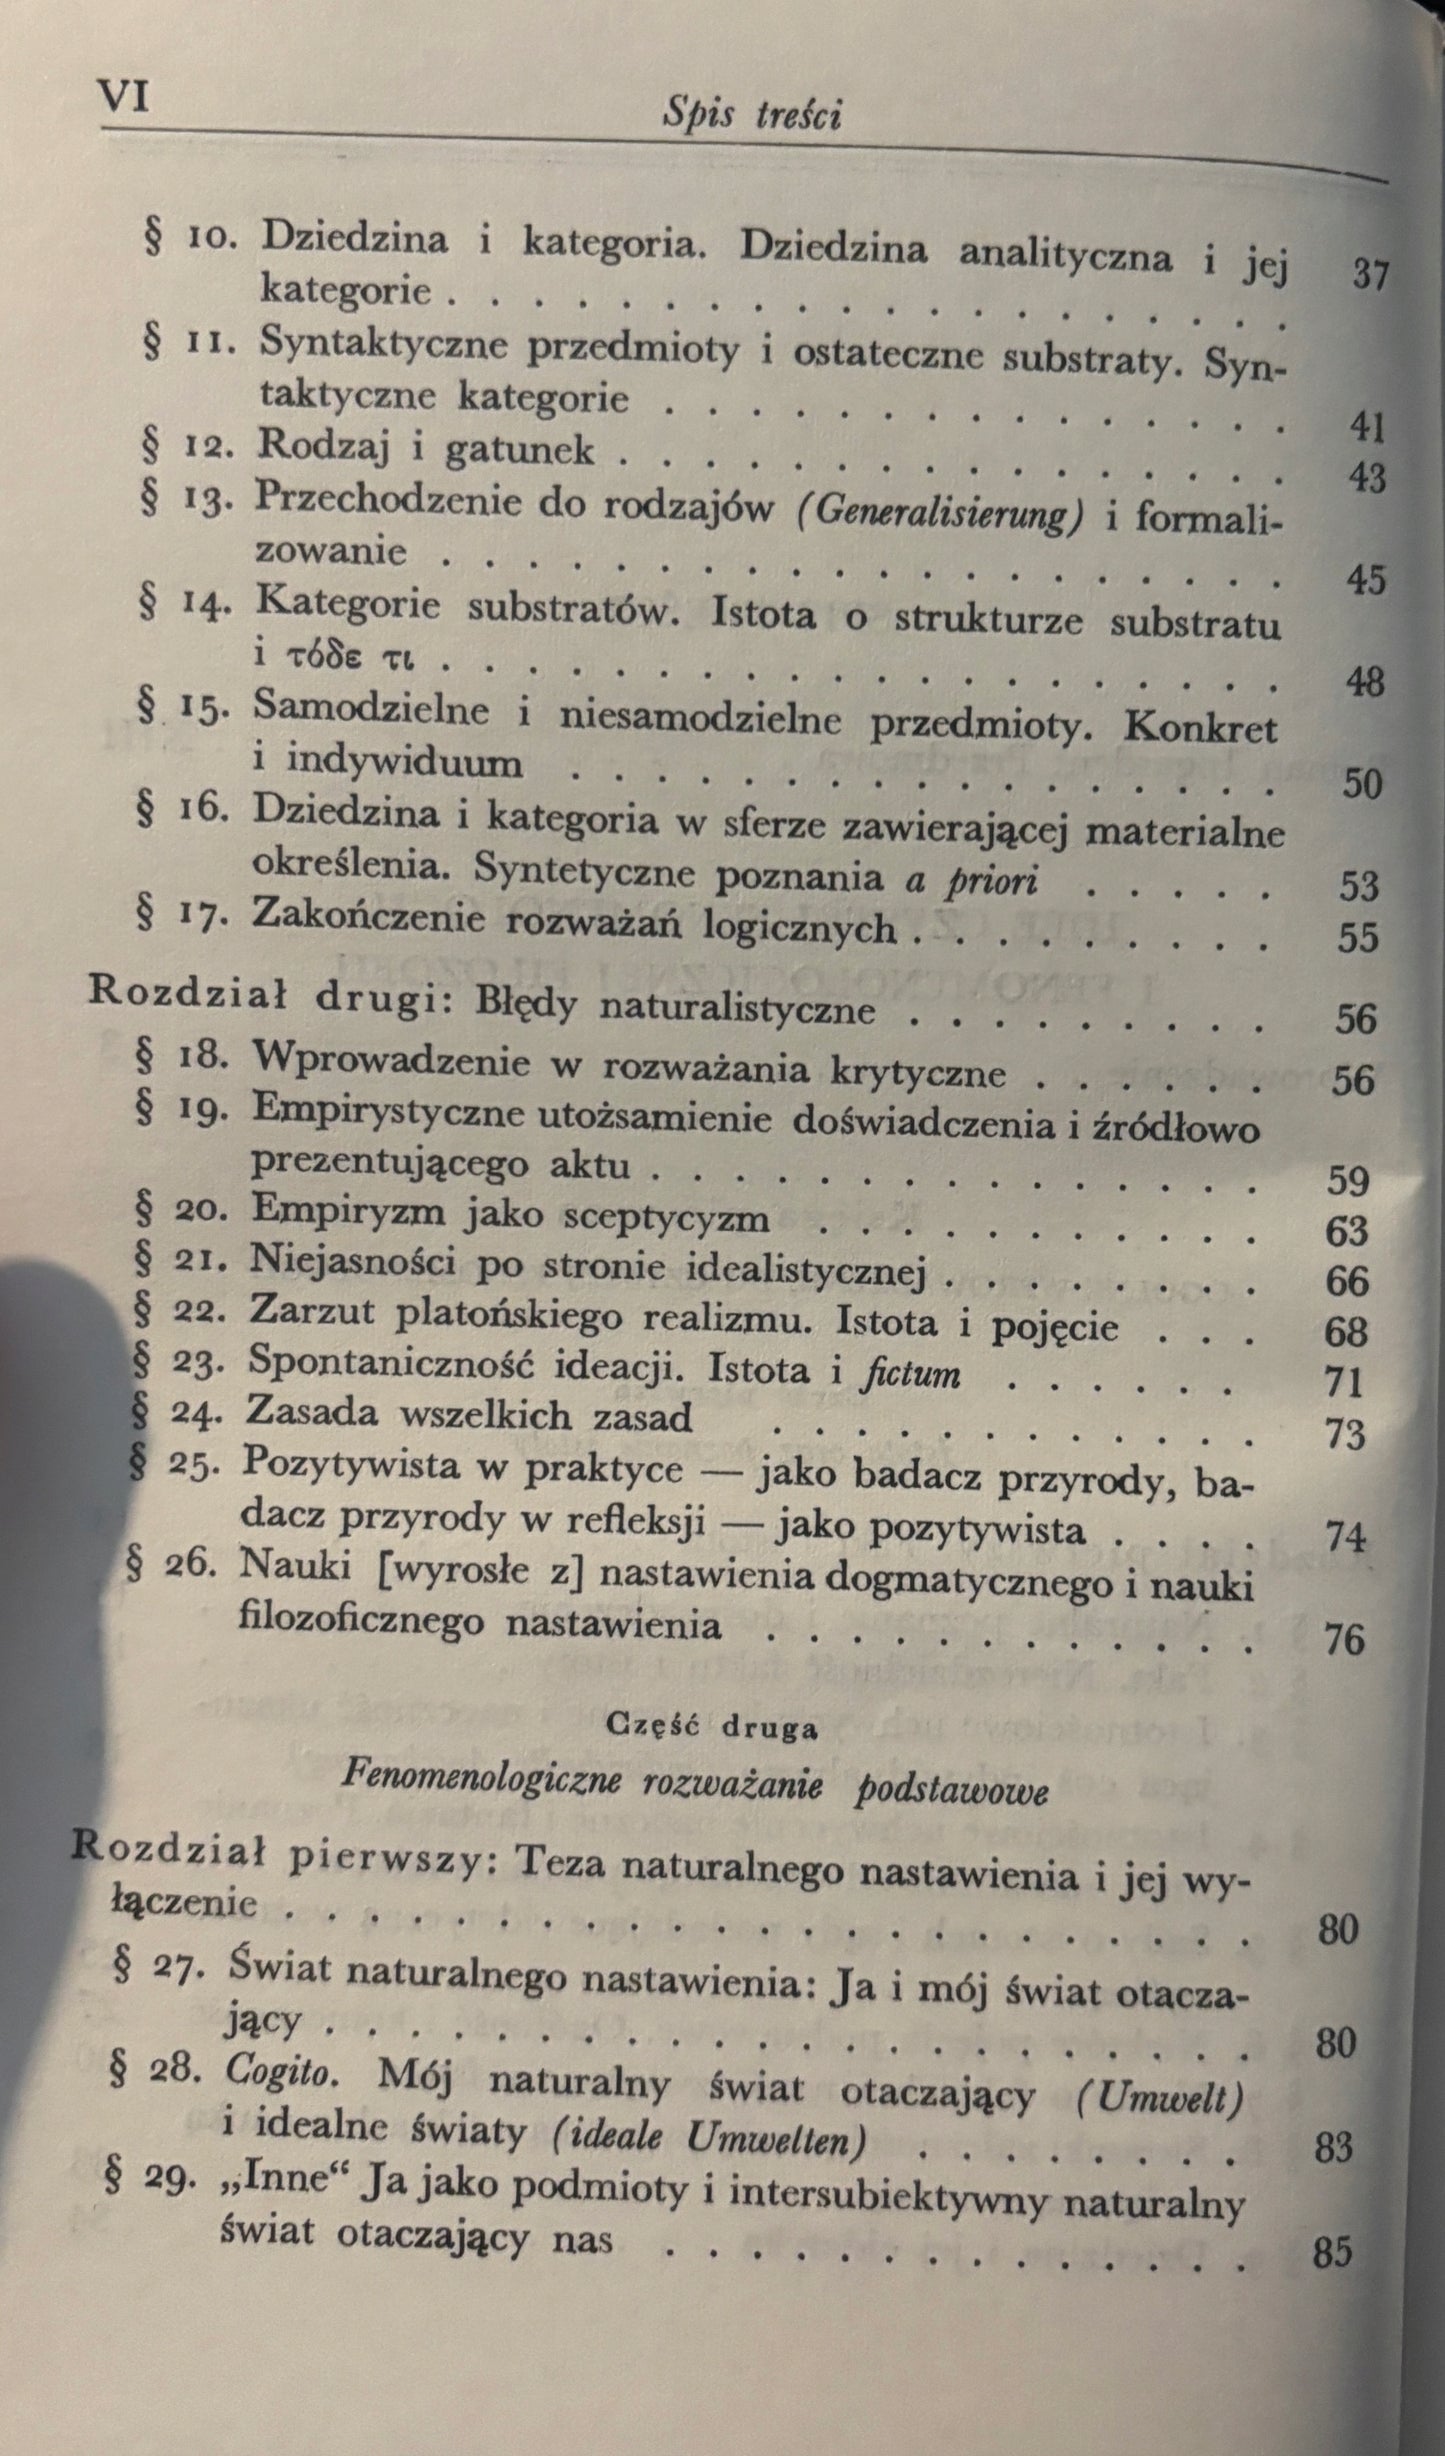 VI
Spis treści
§ 10. Dziedzina i kategoria. Dziedzina analityczna i jej
kategorie . . . . . . . . . . . . . . . . . . . . 37
§ 11. Syntaktyczne przedmioty i ostateczne substraty. Syn-
taktyczne kategorie . . . . . . . . . . . . . . . 41
§ 12. Rodzaj i gatunek . . . . . . . . . . . . . . . . 43
§ 13. Przechodzenie do rodzajów (Generalisierung) i formali-
zowanie . . . . . . . . . . . . . . . . . . . . 45
§ 14. Kategorie substratów. Istota o strukturze substratu
i τόδε τι . . . . . . . . . . . . . . . . . . . . 48
§ 15. Samodzielne i niesamodzielne przedmioty. Konkret
i indywiduum . . . . . . . . . . . . . . . . . 50
§ 16. Dziedzina i kategoria w sferze zawierającej materialne
określenia. Syntetyczne poznania a priori . . . . . 53
§ 17. Zakończenie rozważań logicznych . . . . . . . . . 55
Rozdział drugi: Błędy naturalistyczne . . . . . . . . . 56
§ 18. Wprowadzenie w rozważania krytyczne . . . . . . 56
§ 19. Empirystyczne utożsamienie doświadczenia i źródłowo
prezentującego aktu . . . . . . . . . . . . . . . 59
§ 20. Empiryzm jako sceptycyzm . . . . . . . . . . . 63
§ 21. Niejasności po stronie idealistycznej . . . . . . . . 66
§ 22. Zarzut platońskiego realizmu. Istota i pojęcie . . . 68
§ 23. Spontaniczność ideacji. Istota i fictum . . . . . . 71
§ 24. Zasada wszelkich zasad . . . . . . . . . . . . 73
§ 25. Pozytywista w praktyce — jako badacz przyrody, ba-
dacz przyrody w refleksji — jako pozytywista . . . . 74
§ 26. Nauki [wyrosłe z] nastawienia dogmatycznego i nauki
filozoficznego nastawienia . . . . . . . . . . . . 76
Część druga
Fenomenologiczne rozważanie podstawowe
Rozdział pierwszy: Teza naturalnego nastawienia i jej wy-
łączenie . . . . . . . . . . . . . . . . . . . . . . . 80
§ 27. Świat naturalnego nastawienia: Ja i mój świat otacza-
jący . . . . . . . . . . . . . . . . . . . . . . 80
§ 28. Cogito. Mój naturalny świat otaczający (Umwelt)
i idealne światy (ideale Umwelten) . . . . . . . . 83
§ 29. „Inne“ Ja jako podmioty i intersubiektywny naturalny
świat otaczający nas . . . . . . . . . . . . . . 85